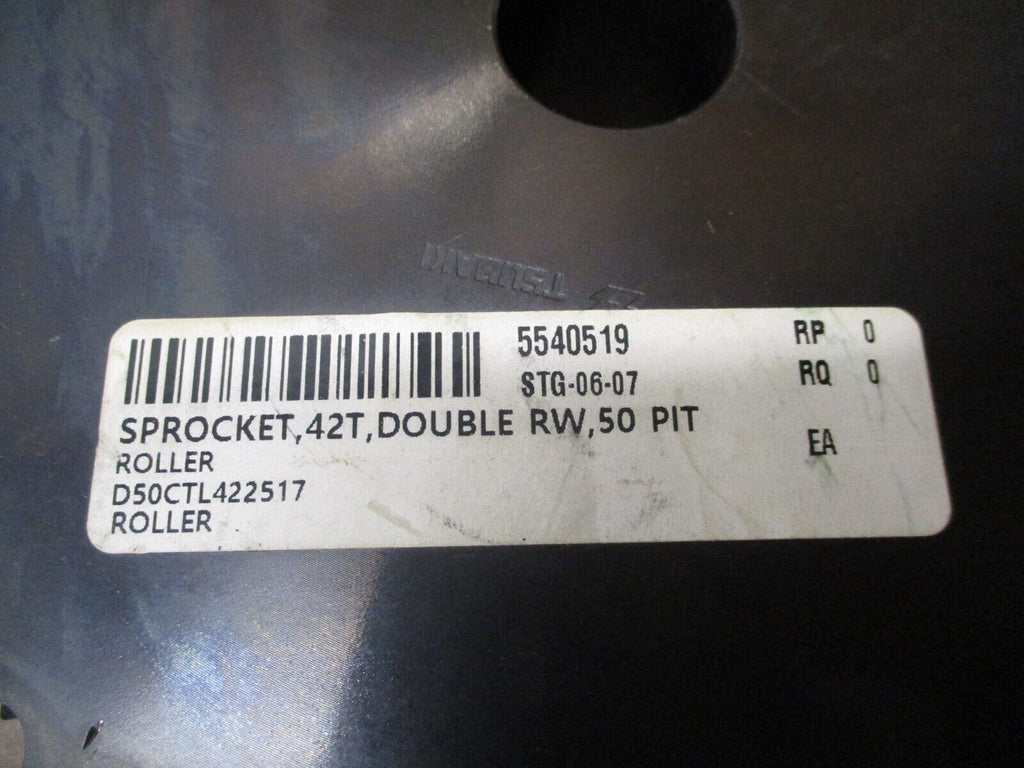 5540519 RP 0
STG-06-07 RQ 0
SPROCKET,42T,DOUBLE RW,50 PIT
ROLLER EA
D50CTL422517
ROLLER